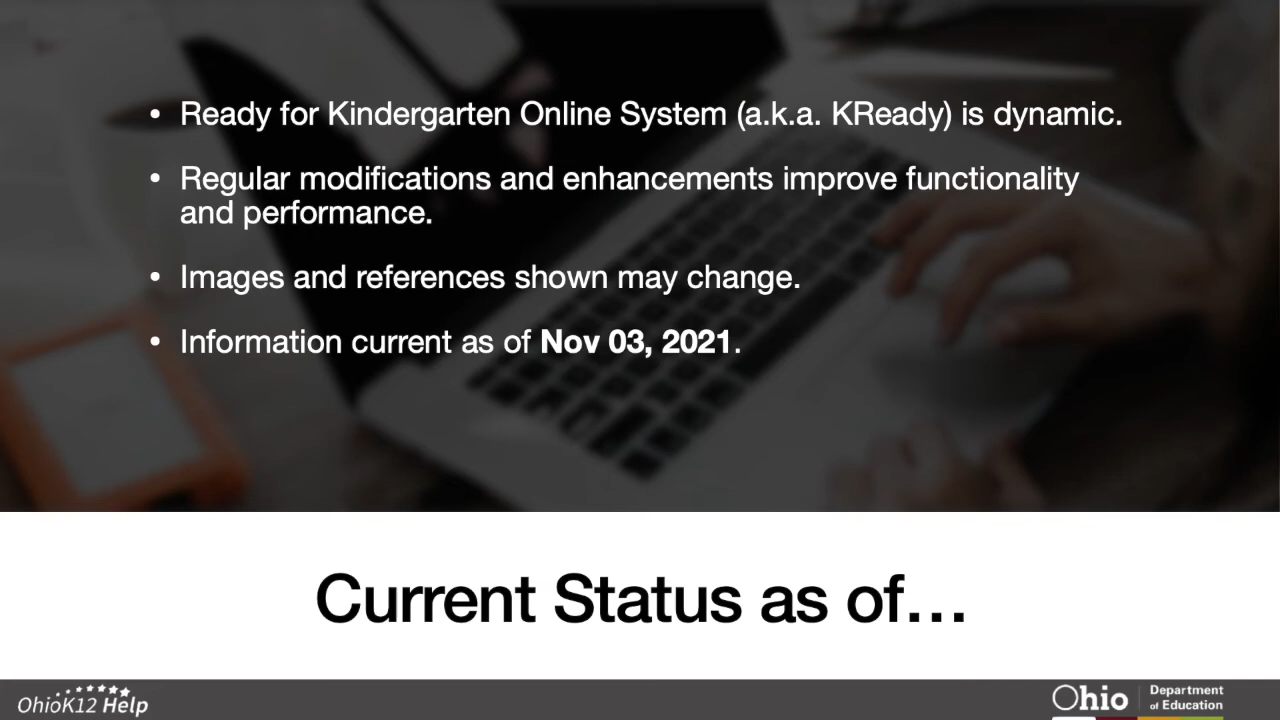 • Ready for Kindergarten Online System (a.k.a. KReady) is dynamic.
• Regular modifications and enhancements improve functionality
and performance.
• Images and references shown may change.
• Information current as of Nov 03, 2021.
Current Status as of…
OhioK12 Help
Ohio
Department
of Education